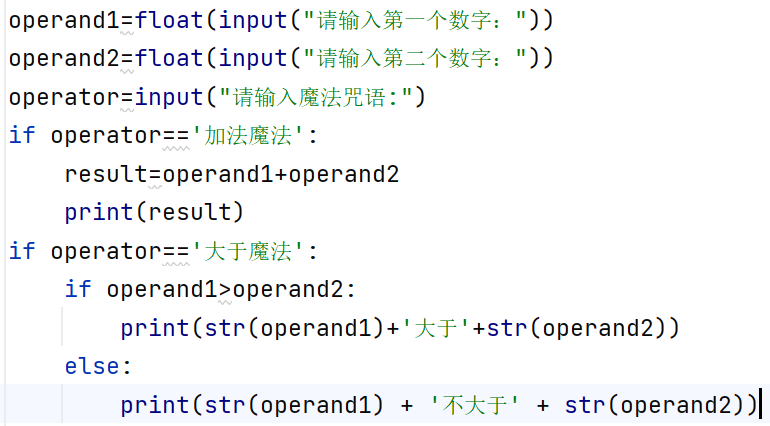 operand1=float(input("请输入第一个数字："))
operand2=float(input("请输入第二个数字："))
operator=input("请输入魔法咒语:")
if operator=='加法魔法':
    result=operand1+operand2
    print(result)
if operator=='大于魔法':
    if operand1>operand2:
        print(str(operand1)+'大于'+str(operand2))
    else:
        print(str(operand1) + '不大于' + str(operand2))